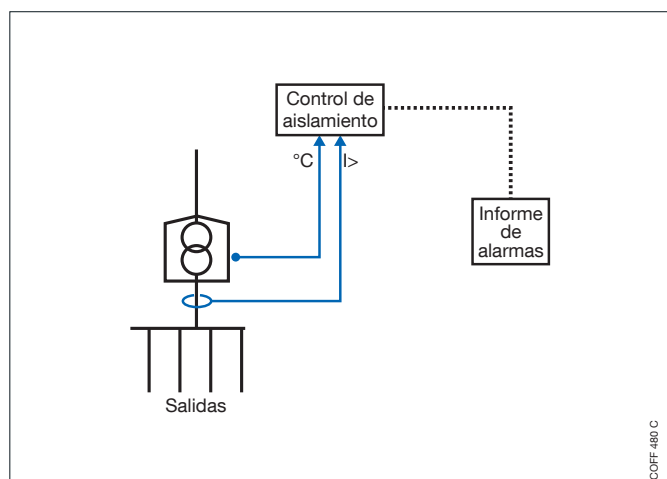 Control de
aislamiento
°C
I>
Informe
de
alarmas
Salidas
COFF 480 C